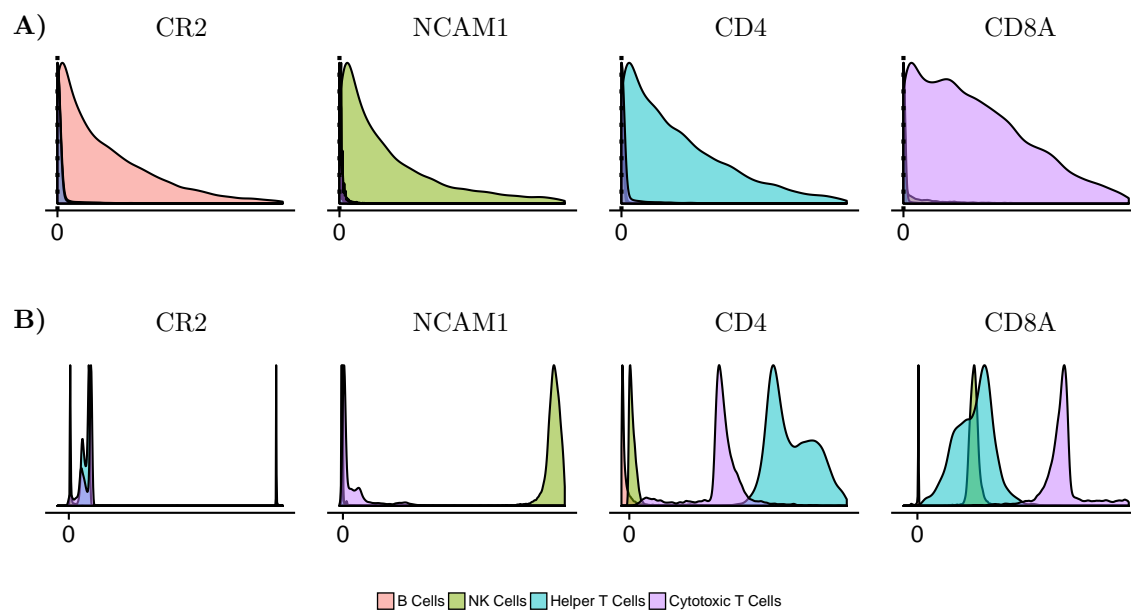 A) CR2 NCAM1 CD4 CD8A
0 0 0 0
B) CR2 NCAM1 CD4 CD8A
0 0 0 0
B Cells NK Cells Helper T Cells Cytotoxic T Cells